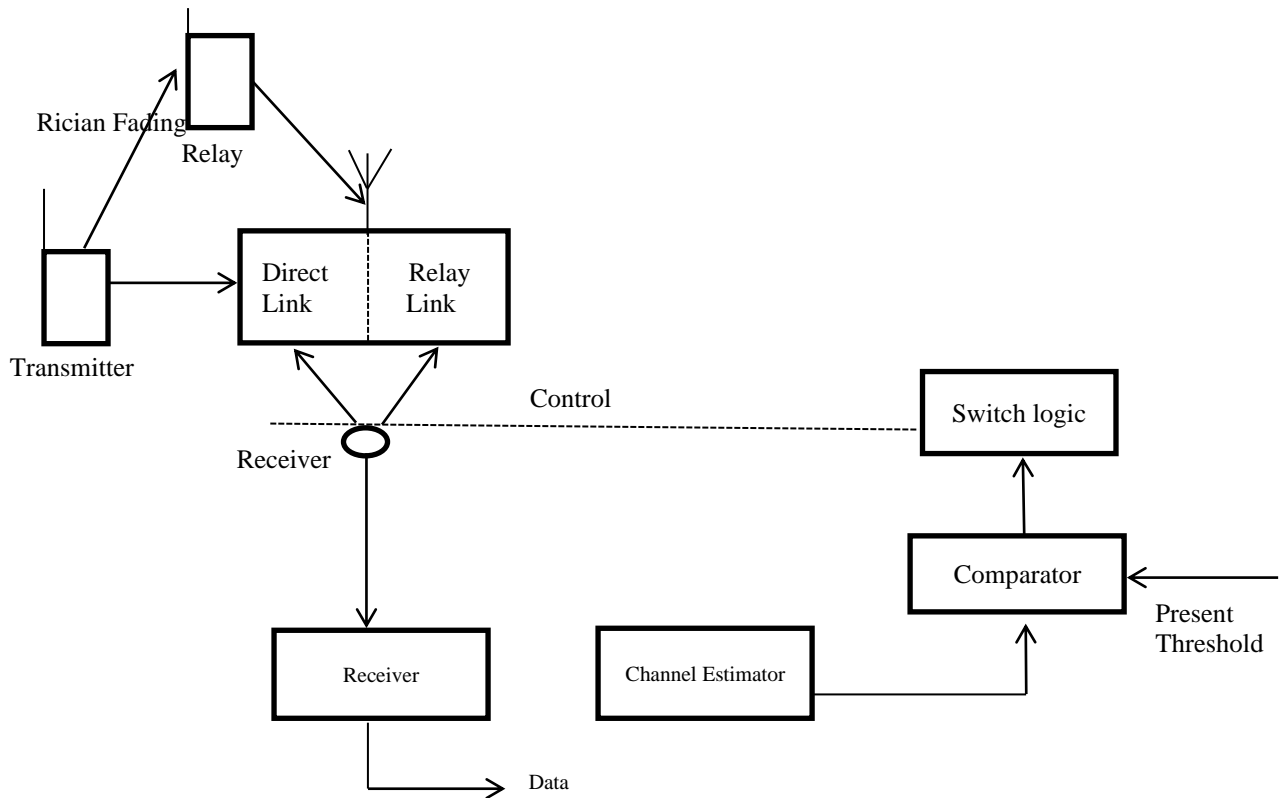 Rician Fading
Relay
Direct
Link
Relay
Link
Transmitter
Control
Switch logic
Receiver
Comparator
Present
Threshold
Receiver
Channel Estimator
Data